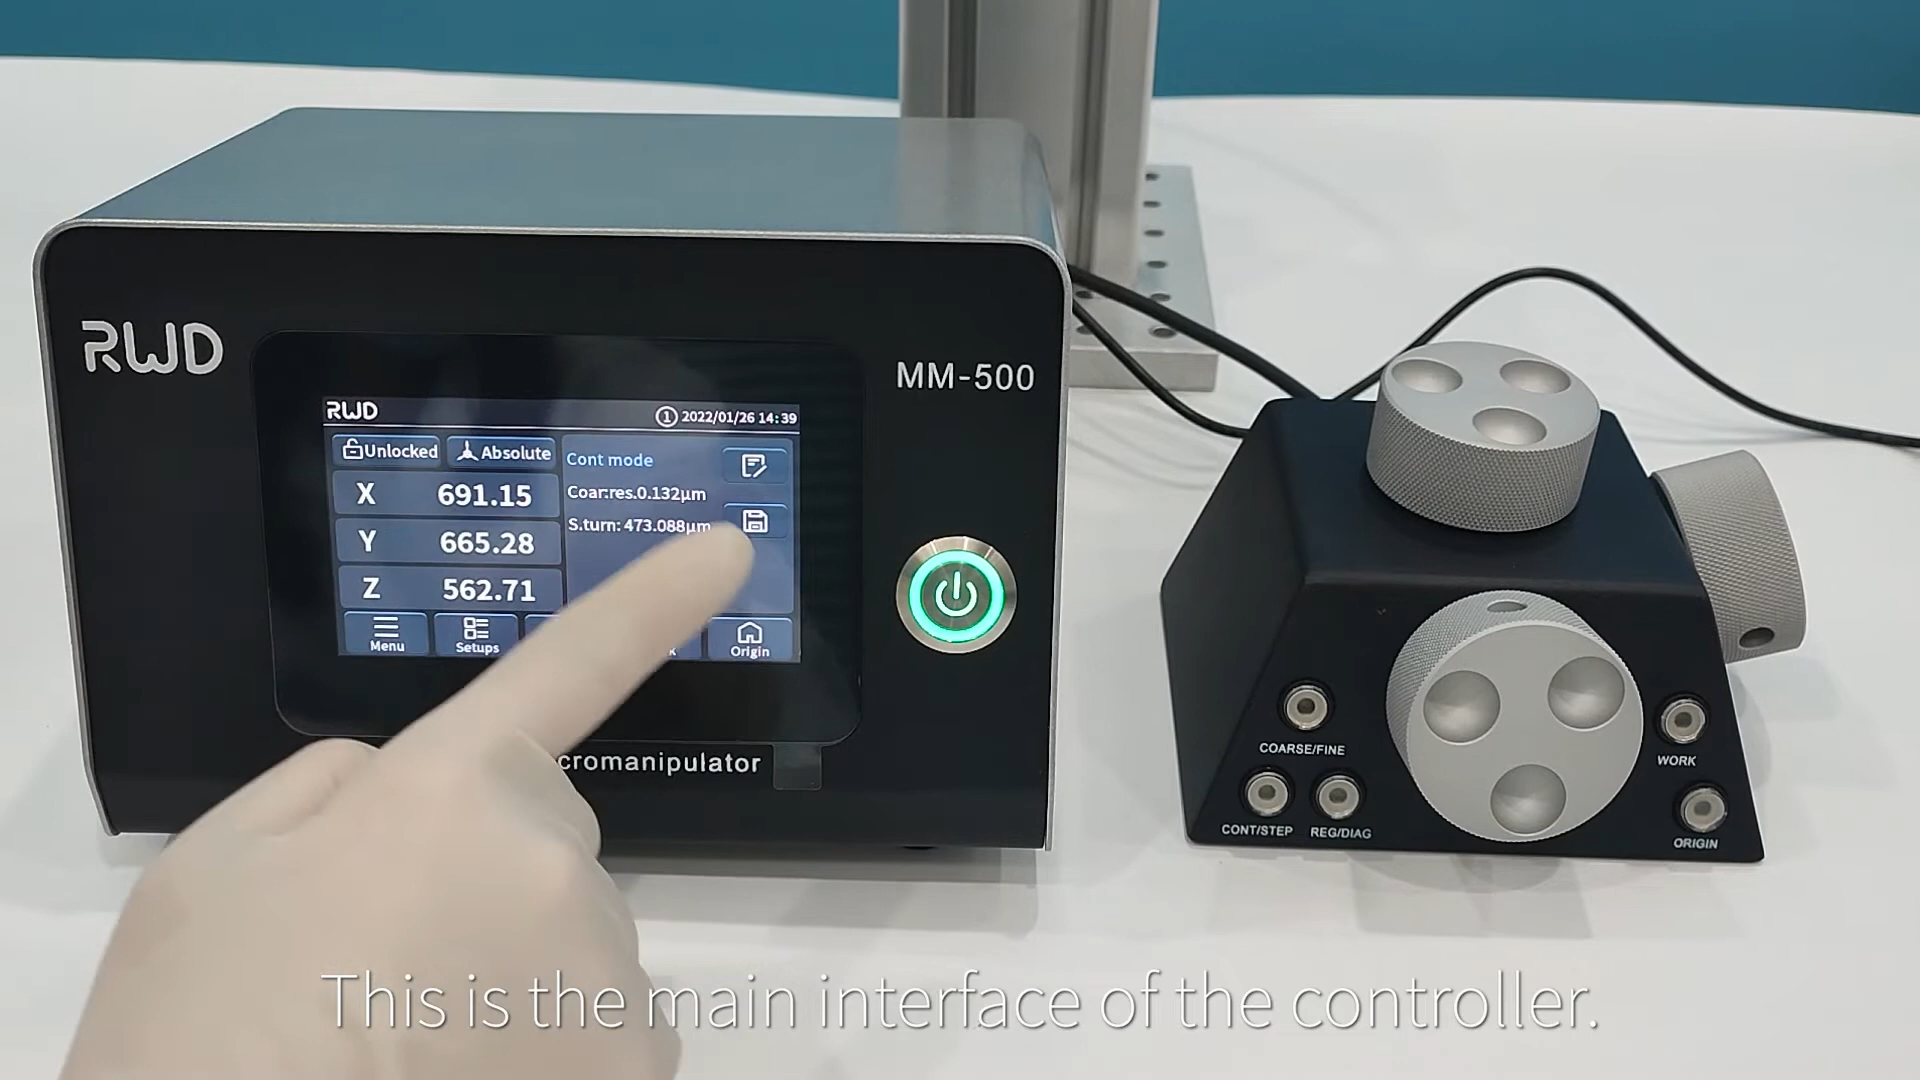 RWD
MM-500
RWD
1 2022/01/26 14:39
Unlocked
Absolute
Cont mode
X 691.15
Coar:res.0.132μm
S.turn: 473.088μm
Y 665.28
Z 562.71
Menu
Setups
Origin
cromanipulator
COARSE/FINE
CONT/STEP
REG/DIAG
WORK
ORIGIN
This is the main interface of the controller.